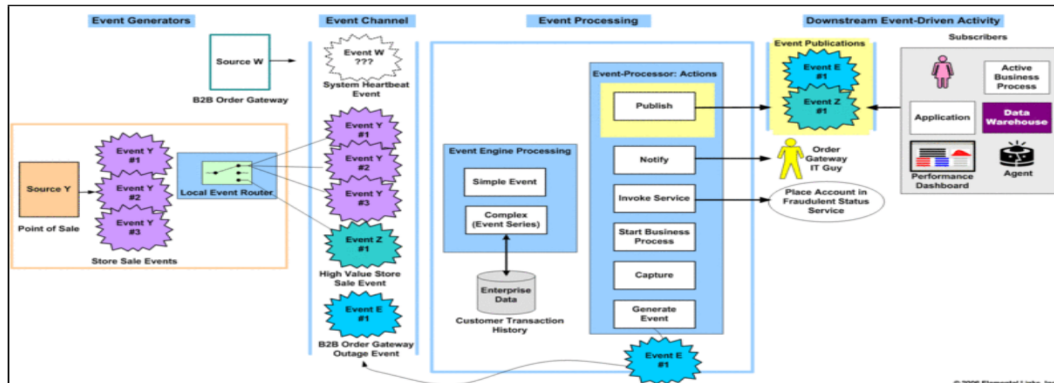 Event Generators
Event Channel
Event Processing
Downstream Event-Driven Activity
Source W
B2B Order Gateway
Event W
???
System Heartbeat
Event
Source Y
Point of Sale
Event Y
#1
Event Y
#2
Event Y
#3
Store Sale Events
Local Event Router
Event Y
#1
Event Y
#2
Event Y
#3
Event Z
#1
High Value Store
Sale Event
Event E
#1
B2B Order Gateway
Outage Event
Event Engine Processing
Simple Event
Complex
(Event Series)
Enterprise
Data
Customer Transaction
History
Event-Processor: Actions
Publish
Notify
Invoke Service
Start Business
Process
Capture
Generate
Event
Event E
#1
Event Publications
Event E
#1
Event Z
#1
Order
Gateway
IT Guy
Place Account in
Fraudulent Status
Service
Subscribers
Active
Business
Process
Application
Data
Warehouse
Performance
Dashboard
Agent